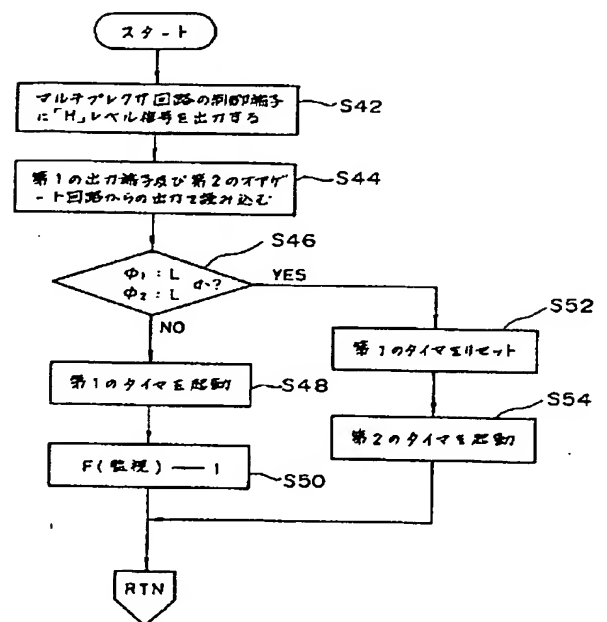 スタート
マルチプレクサ回路の制御端子
に「H」レベル信号を出力する
S42
第1の出力端子及び第2のオアゲ
ート回路からの出力を読み込む
S44
S46
Φ₁ : L
Φ₂ : L
か?
YES
NO
第1のタイマを起動
S48
F(監視) — 1
S50
S52
第1のタイマをリセット
S54
第2のタイマを起動
RTN